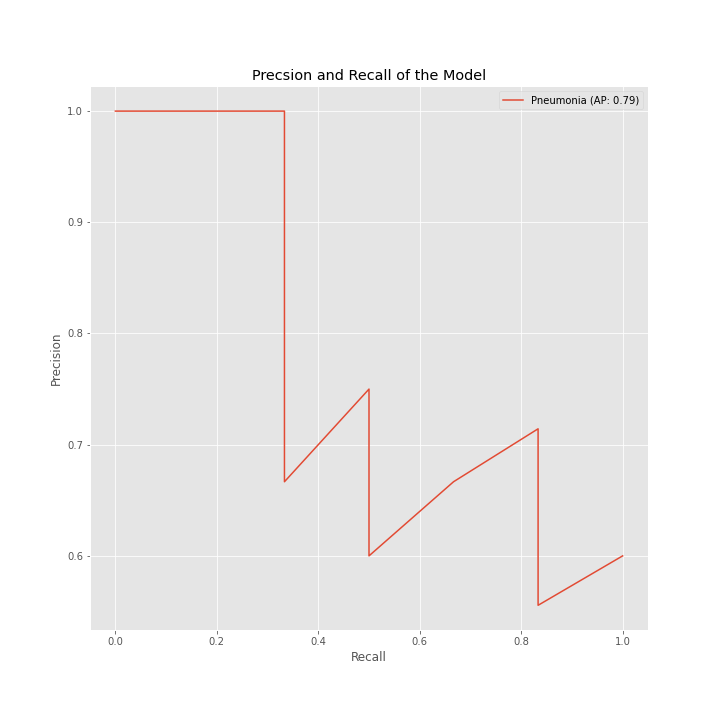 Precsion and Recall of the Model
Pneumonia (AP: 0.79)
1.0
0.9
0.8
0.7
0.6
Precision
0.0 0.2 0.4 0.6 0.8 1.0
Recall